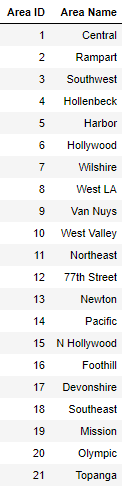 Area ID Area Name
1 Central
2 Rampart
3 Southwest
4 Hollenbeck
5 Harbor
6 Hollywood
7 Wilshire
8 West LA
9 Van Nuys
10 West Valley
11 Northeast
12 77th Street
13 Newton
14 Pacific
15 N Hollywood
16 Foothill
17 Devonshire
18 Southeast
19 Mission
20 Olympic
21 Topanga